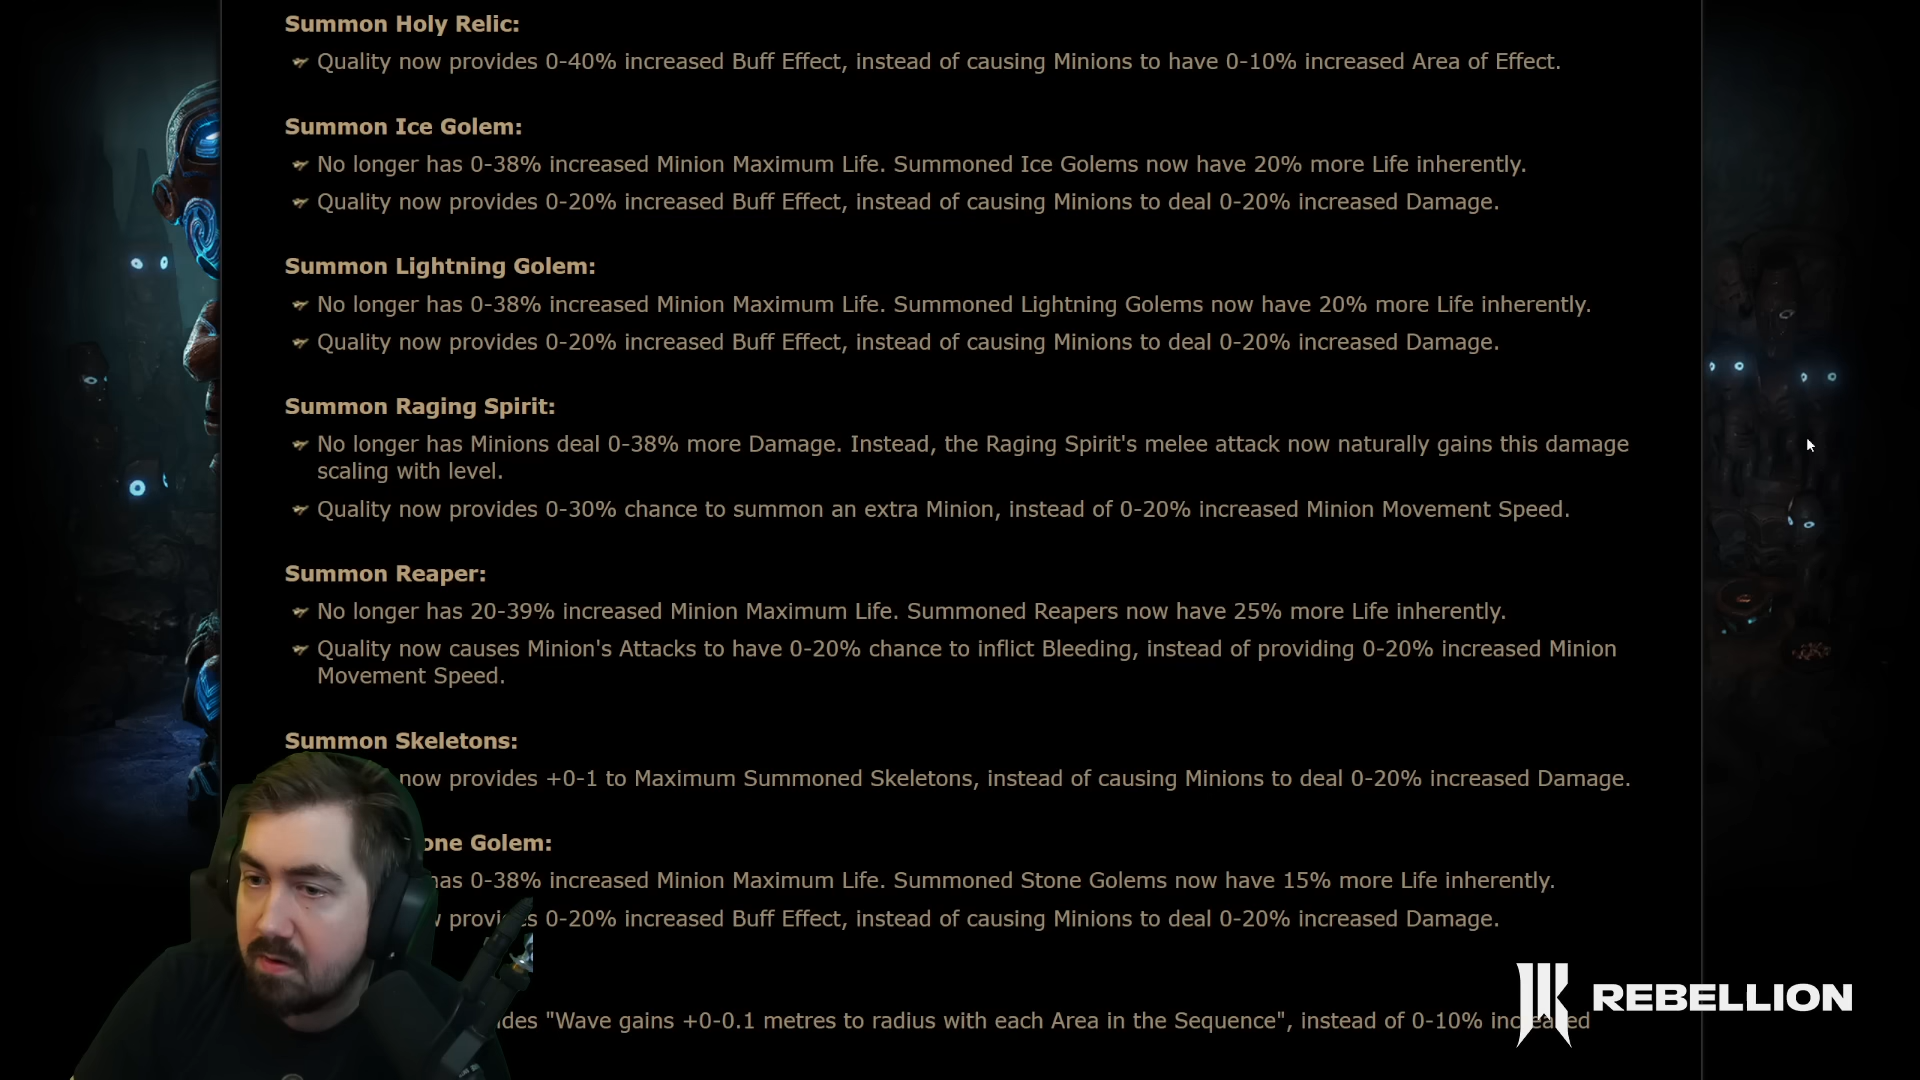 Summon Holy Relic:
Quality now provides 0-40% increased Buff Effect, instead of causing Minions to have 0-10% increased Area of Effect.
Summon Ice Golem:
No longer has 0-38% increased Minion Maximum Life. Summoned Ice Golems now have 20% more Life inherently.
Quality now provides 0-20% increased Buff Effect, instead of causing Minions to deal 0-20% increased Damage.
Summon Lightning Golem:
No longer has 0-38% increased Minion Maximum Life. Summoned Lightning Golems now have 20% more Life inherently.
Quality now provides 0-20% increased Buff Effect, instead of causing Minions to deal 0-20% increased Damage.
Summon Raging Spirit:
No longer has Minions deal 0-38% more Damage. Instead, the Raging Spirit's melee attack now naturally gains this damage
scaling with level.
Quality now provides 0-30% chance to summon an extra Minion, instead of 0-20% increased Minion Movement Speed.
Summon Reaper:
No longer has 20-39% increased Minion Maximum Life. Summoned Reapers now have 25% more Life inherently.
Quality now causes Minion's Attacks to have 0-20% chance to inflict Bleeding, instead of providing 0-20% increased Minion
Movement Speed.
Summon Skeletons:
now provides +0-1 to Maximum Summoned Skeletons, instead of causing Minions to deal 0-20% increased Damage.
one Golem:
has 0-38% increased Minion Maximum Life. Summoned Stone Golems now have 15% more Life inherently.
provides 0-20% increased Buff Effect, instead of causing Minions to deal 0-20% increased Damage.
"Wave gains +0-0.1 metres to radius with each Area in the Sequence", instead of 0-10% increased
REBELLION